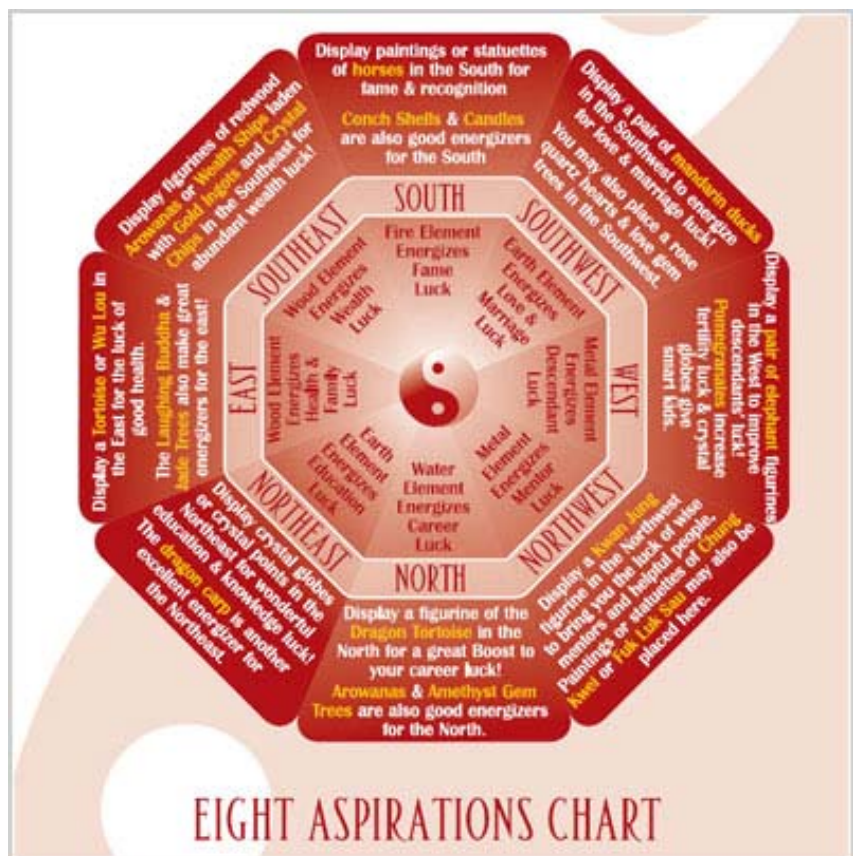 Display paintings or statuettes
of horses in the South for
fame & recognition
Conch Shells & Candles
are also good energizers
for the South
SOUTH
Fire Element
Energizes
Fame
Luck
Display a pair of mandarin ducks
in the Southwest to energize
for love & marriage luck!
You may also place a rose
quartz hearts & love gem
trees in the Southwest.
SOUTHWEST
Earth Element
Energizes
Love &
Marriage
Luck
Display a pair of elephant figurines
in the West to improve
descendants' luck!
Pomegranates increase
fertility luck & crystal
globes give
smart kids.
WEST
Metal Element
Energizes
Descendant
Luck
Display a Kwan Jung
figurine in the Northwest
to bring you the luck of wise
mentors and helpful people.
Paintings or statuettes of Chung
Kwei or Fuk Luk Sau may also be
placed here.
NORTHWEST
Metal
Element
Energizes
Mentor
Luck
NORTH
Water
Element
Energizes
Career
Luck
Display a figurine of the
Dragon Tortoise in the
North for a great Boost to
your career luck!
Arowanas & Amethyst Gem
Trees are also good energizers
for the North.
NORTHEAST
Earth
Element
Energizes
Education
Luck
Display crystal globes
or crystal points in the
Northeast for wonderful
education & knowledge luck!
The dragon carp is another
excellent energizer for
the Northeast.
EAST
Wood Element
Energizes
Health &
Family
Luck
Display a Tortoise or Wu Lou in
the East for the luck of
good health.
The Laughing Buddha &
Jade Trees also make great
energizers for the east!
SOUTHEAST
Wood Element
Energizes
Wealth
Luck
Display figurines of redwood
Arowanas or Wealth Ships laden
with Gold Ingots and Crystal
Chips in the Southeast for
abundant wealth luck!
EIGHT ASPIRATIONS CHART